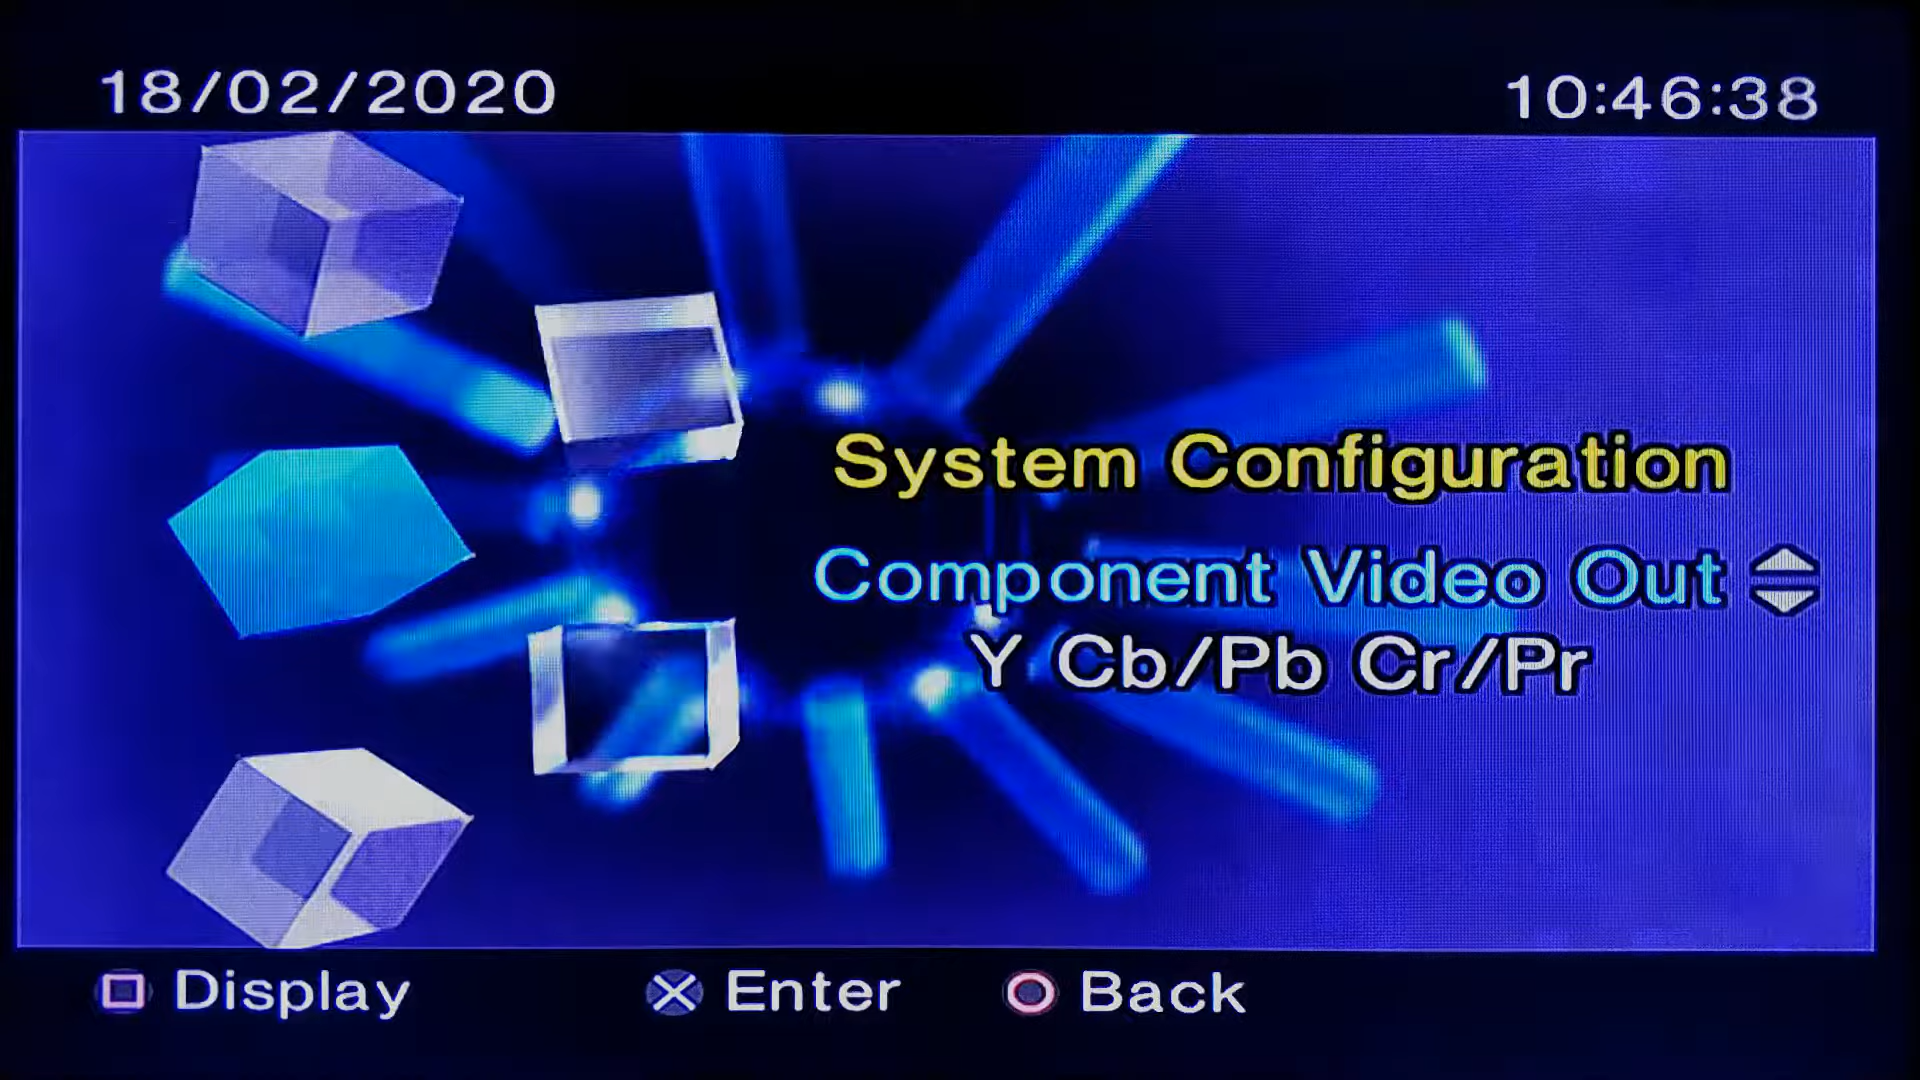 18/02/2020
10:46:38
System Configuration
Component Video Out
Y Cb/Pb Cr/Pr
Display
Enter
Back